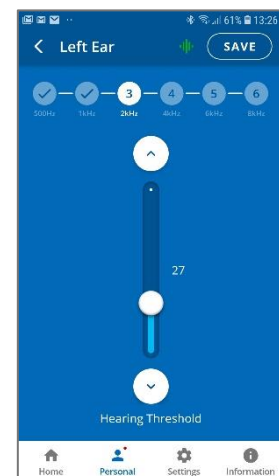 61% 13:26
Left Ear
SAVE
3 4 5 6
500Hz 1kHz 2kHz 4kHz 6kHz 8kHz
27
Hearing Threshold
Home Personal Settings Information